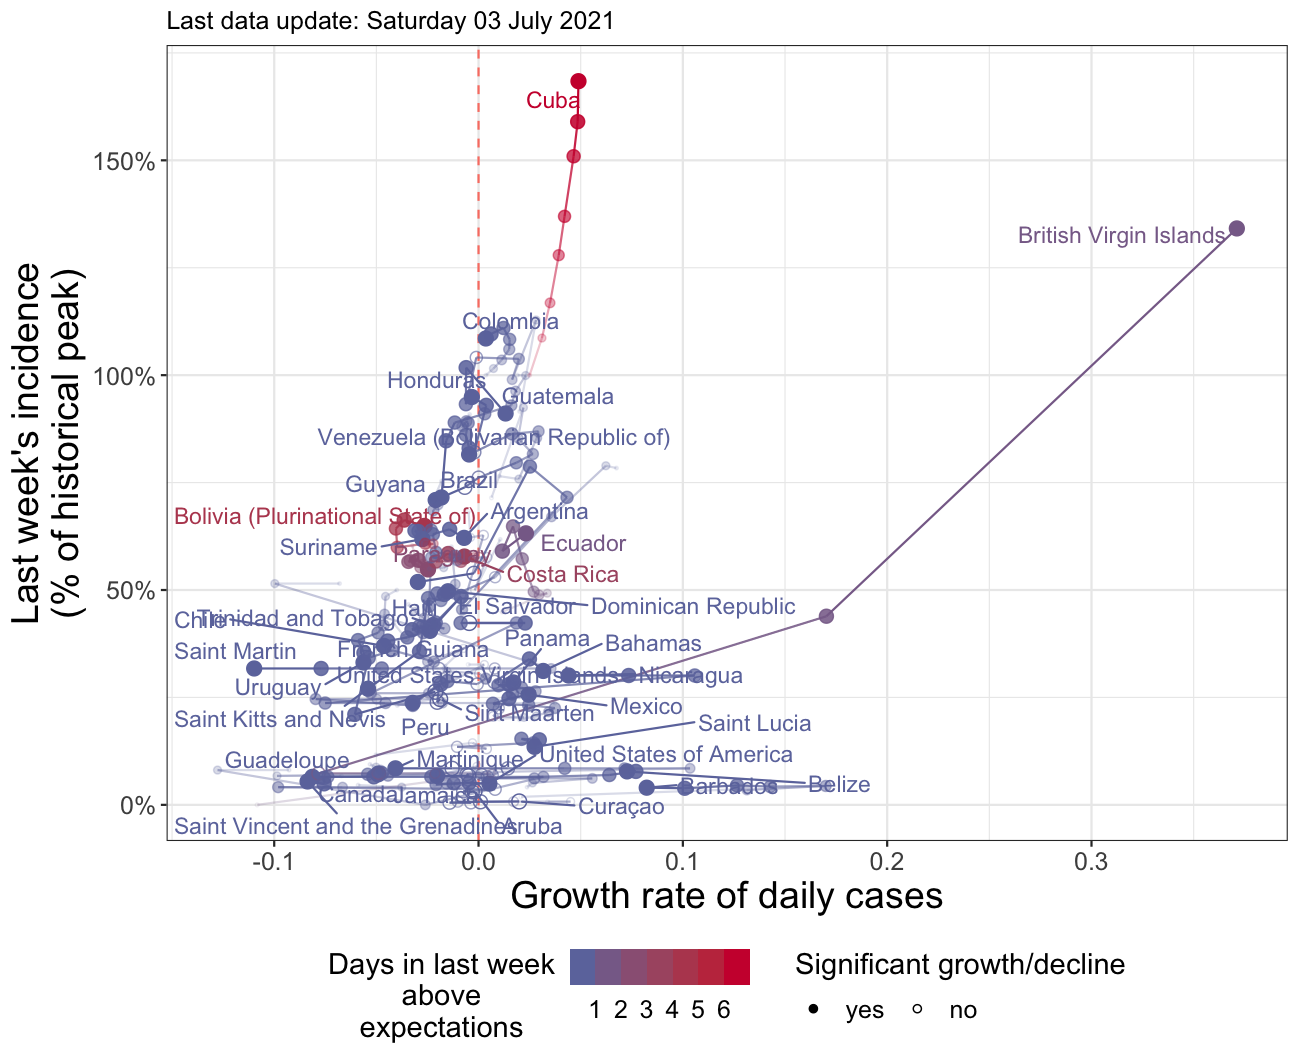 Last data update: Saturday 03 July 2021
Last week's incidence
(% of historical peak)
150%
100%
50%
0%
Cuba
British Virgin Islands
Colombia
Honduras
Guatemala
Venezuela (Bolivarian Republic of)
Guyana
Brazil
Bolivia (Plurinational State of)
Argentina
Suriname
Ecuador
Paraguay
Costa Rica
Haiti
El Salvador
Dominican Republic
Chile
Trinidad and Tobago
Panama
Bahamas
Saint Martin
French Guiana
United States Virgin Islands
Nicaragua
Uruguay
Saint Kitts and Nevis
Sint Maarten
Mexico
Peru
Saint Lucia
Guadeloupe
Martinique
United States of America
Canada
Jamaica
Barbados
Belize
Curaçao
Saint Vincent and the Grenadines
Aruba
-0.1
0.0
0.1
0.2
0.3
Growth rate of daily cases
Days in last week
above
expectations
1 2 3 4 5 6
Significant growth/decline
yes
no